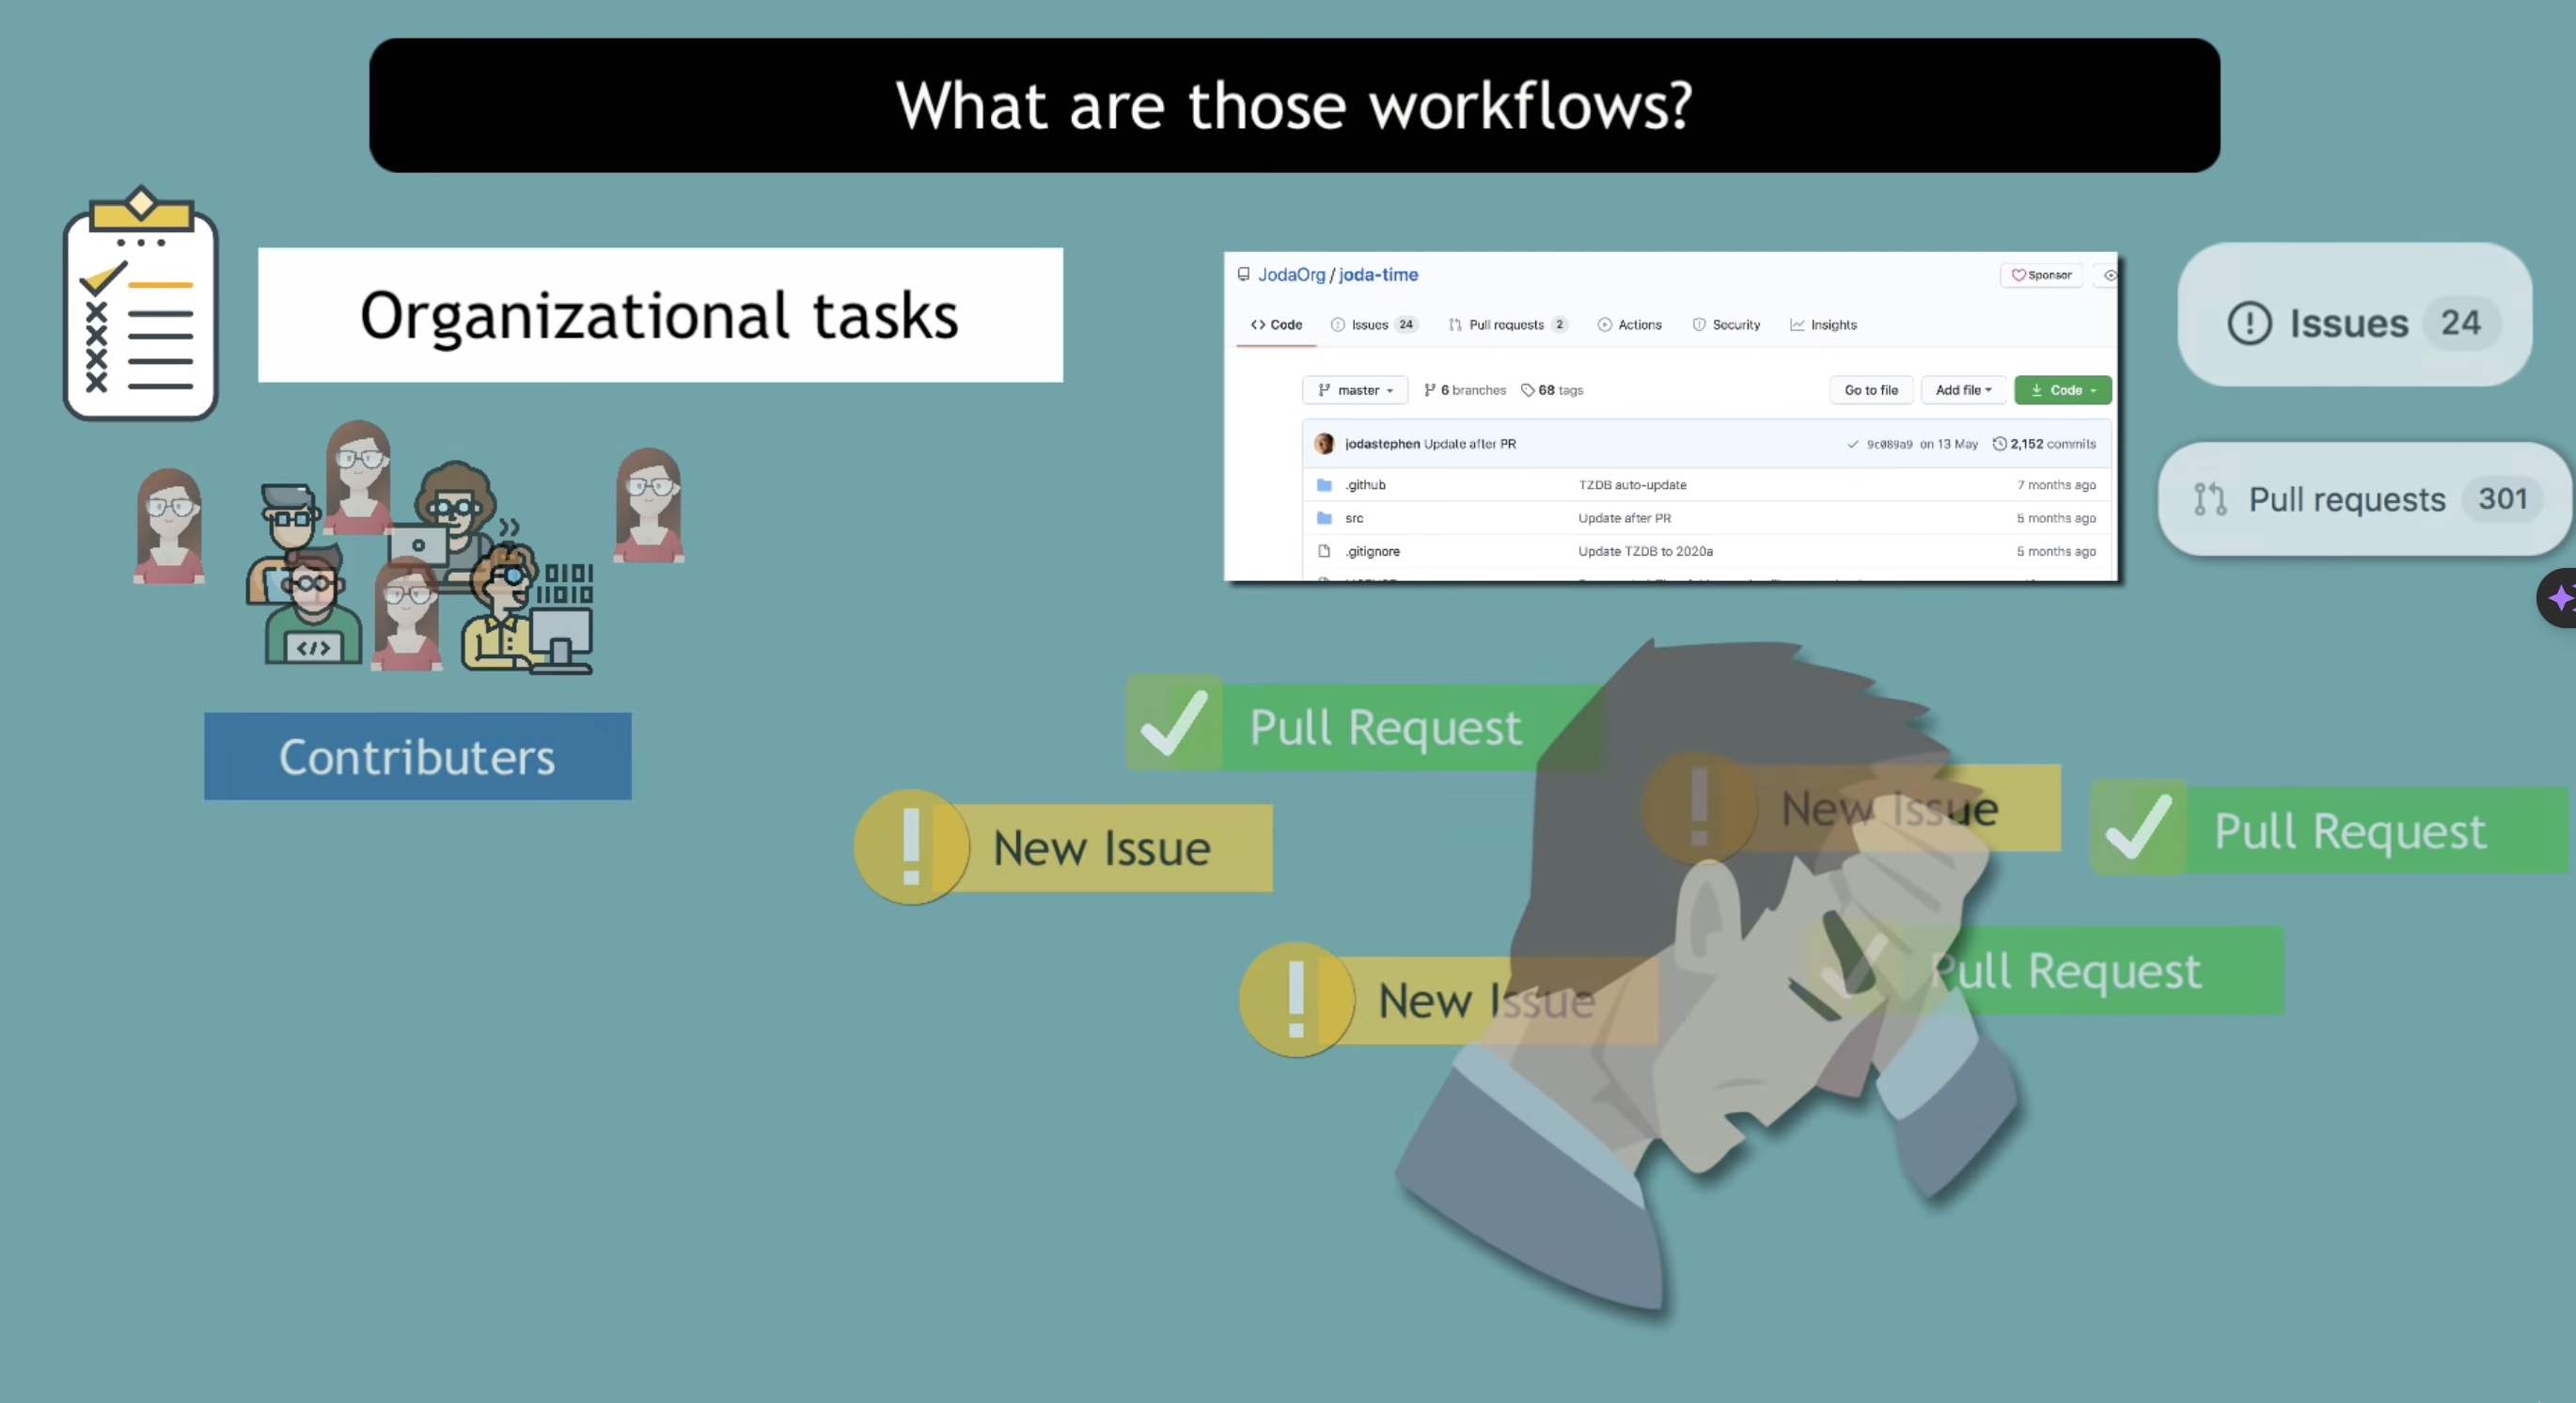 What are those workflows?
Organizational tasks
JodaOrg / joda-time
Sponsor
Code
Issues 24
Pull requests 2
Actions
Security
Insights
master
6 branches
68 tags
Go to file
Add file
Code
jodastephen Update after PR
9c089a9 on 13 May
2,152 commits
.github
TZDB auto-update
7 months ago
src
Update after PR
5 months ago
.gitignore
Update TZDB to 2020a
5 months ago
Issues 24
Pull requests 301
</>
Contributers
Pull Request
New Issue
New Issue
Pull Request
New Issue
Pull Request